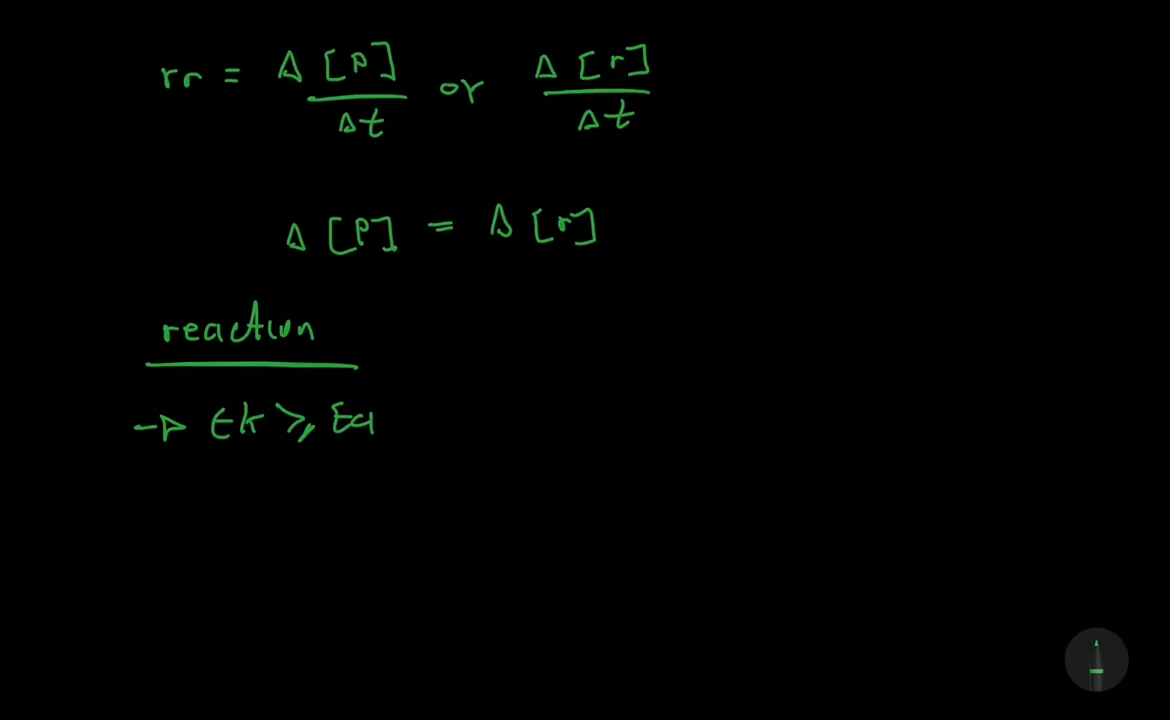 rr = Δ[P]/Δt or Δ[r]/Δt
Δ[P] = Δ[r]
reaction
→ Ek ⩾ Ea